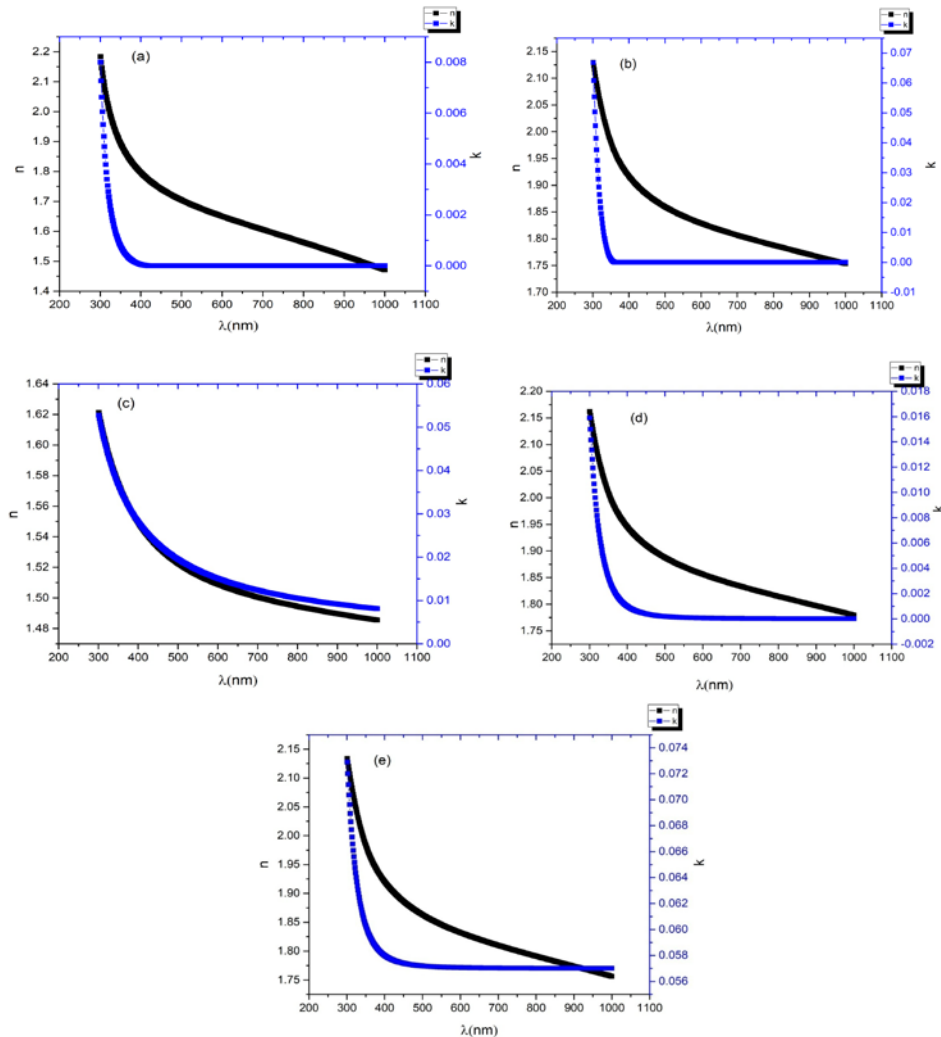 n
k
(a)
2.2
2.1
2.0
1.9
1.8
1.7
1.6
1.5
1.4
n
0.008
0.006
0.004
0.002
0.000
k
200 300 400 500 600 700 800 900 1000 1100
λ(nm)
n
k
(b)
2.15
2.10
2.05
2.00
1.95
1.90
1.85
1.80
1.75
1.70
n
0.07
0.06
0.05
0.04
0.03
0.02
0.01
0.00
-0.01
k
200 300 400 500 600 700 800 900 1000 1100
λ(nm)
n
k
(c)
1.64
1.62
1.60
1.58
1.56
1.54
1.52
1.50
1.48
n
0.06
0.05
0.04
0.03
0.02
0.01
0.00
k
200 300 400 500 600 700 800 900 1000 1100
λ(nm)
n
k
(d)
2.20
2.15
2.10
2.05
2.00
1.95
1.90
1.85
1.80
1.75
n
0.018
0.016
0.014
0.012
0.010
0.008
0.006
0.004
0.002
0.000
-0.002
k
200 300 400 500 600 700 800 900 1000 1100
λ(nm)
n
k
(e)
2.15
2.10
2.05
2.00
1.95
1.90
1.85
1.80
1.75
n
0.074
0.072
0.070
0.069
0.067
0.066
0.064
0.062
0.060
0.059
0.057
0.056
k
200 300 400 500 600 700 800 900 1000 1100
λ(nm)